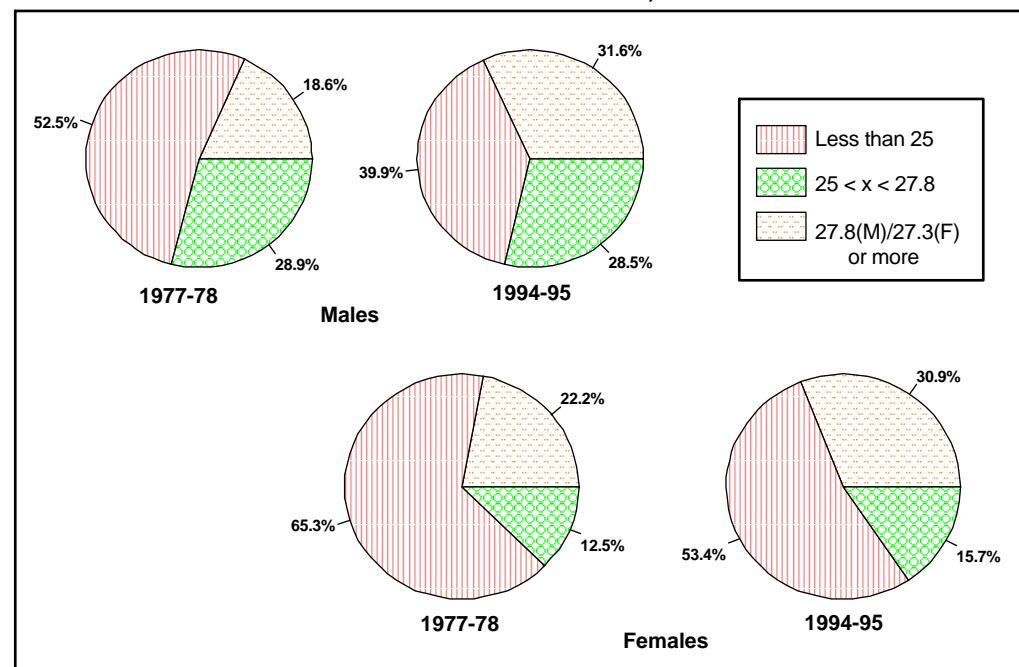 31.6%
18.6%
52.5%
39.9%
28.9%
28.5%
1977-78
1994-95
Males
Less than 25
25 < x < 27.8
27.8(M)/27.3(F)
or more
22.2%
30.9%
65.3%
12.5%
53.4%
15.7%
1977-78
1994-95
Females